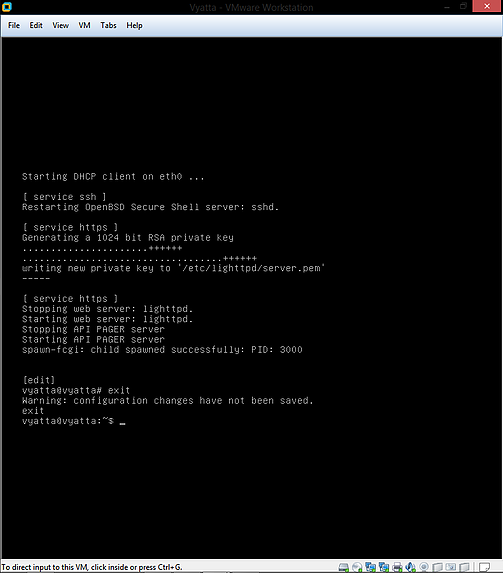 Vyatta - VMware Workstation
File Edit View VM Tabs Help
Starting DHCP client on eth0 ...
[ service ssh ]
Restarting OpenBSD Secure Shell server: sshd.
[ service https ]
Generating a 1024 bit RSA private key
......................++++++
...................................++++++
writing new private key to '/etc/lighttpd/server.pem'
-----
[ service https ]
Stopping web server: lighttpd.
Starting web server: lighttpd.
Stopping API PAGER server
Starting API PAGER server
spawn-fcgi: child spawned successfully: PID: 3000
[edit]
vyatta@vyatta# exit
Warning: configuration changes have not been saved.
exit
vyatta@vyatta:~$ _
To direct input to this VM, click inside or press Ctrl+G.